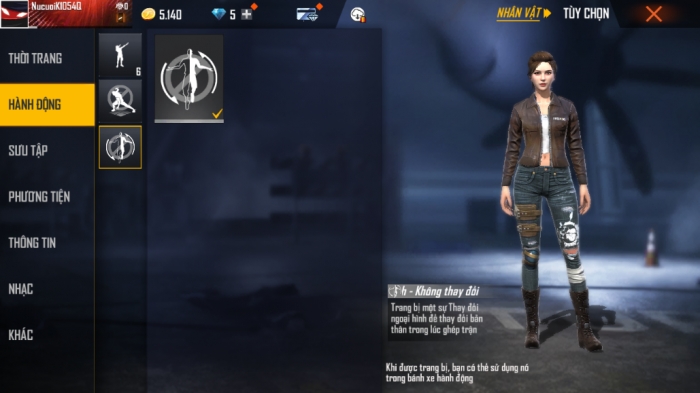 NucuoiK1054Q
0
5.140
5
NHÂN VẬT
TÙY CHỌN
THỜI TRANG
6
HÀNH ĐỘNG
SƯU TẬP
PHƯƠNG TIỆN
THÔNG TIN
NHẠC
KHÁC
- Không thay đổi
Trang bị một sự Thay đổi
ngoại hình để thay đổi bản
thân trong lúc ghép trận
Khi được trang bị, bạn có thể sử dụng nó
trong bánh xe hành động